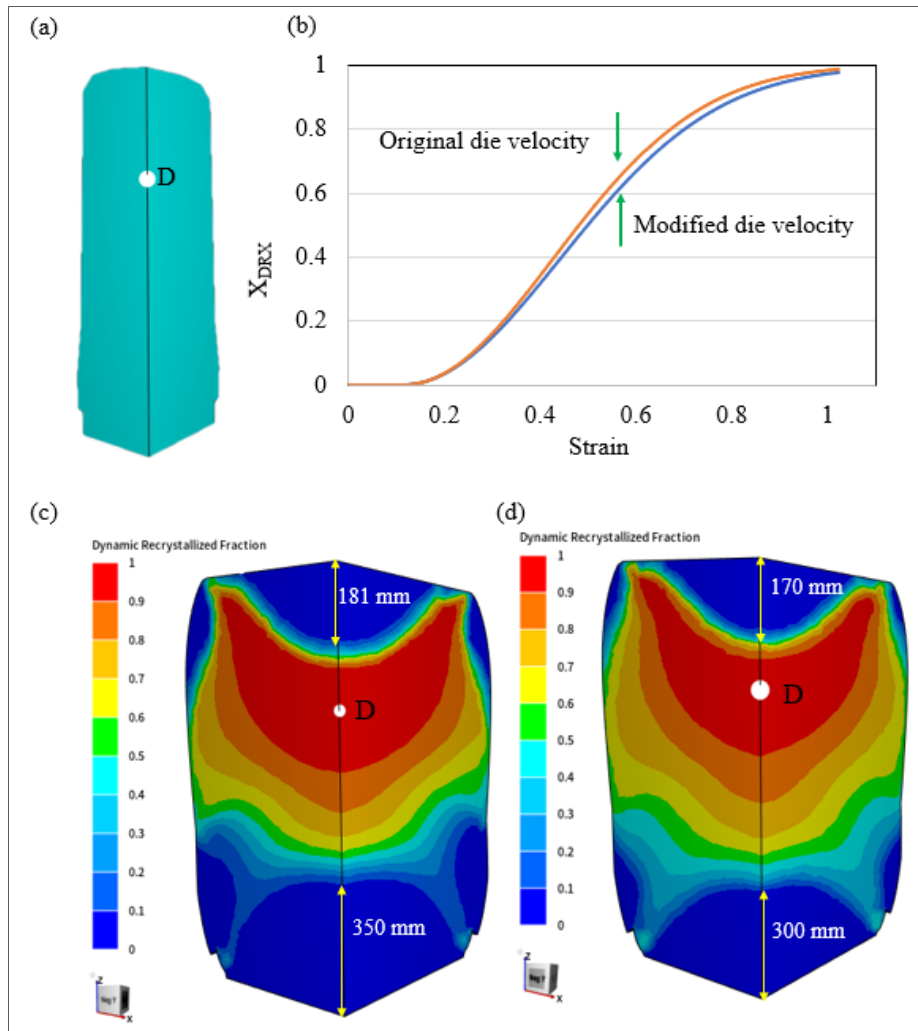 (a)
D
(b)
1
0.8
0.6
0.4
0.2
0
X_DRX
0
0.2
0.4
0.6
0.8
1
Strain
Original die velocity
Modified die velocity
(c)
Dynamic Recrystallized Fraction
1
0.9
0.8
0.7
0.6
0.5
0.4
0.3
0.2
0.1
0
181 mm
D
350 mm
z
x
(d)
Dynamic Recrystallized Fraction
1
0.9
0.8
0.7
0.6
0.5
0.4
0.3
0.2
0.1
0
170 mm
D
300 mm
z
x